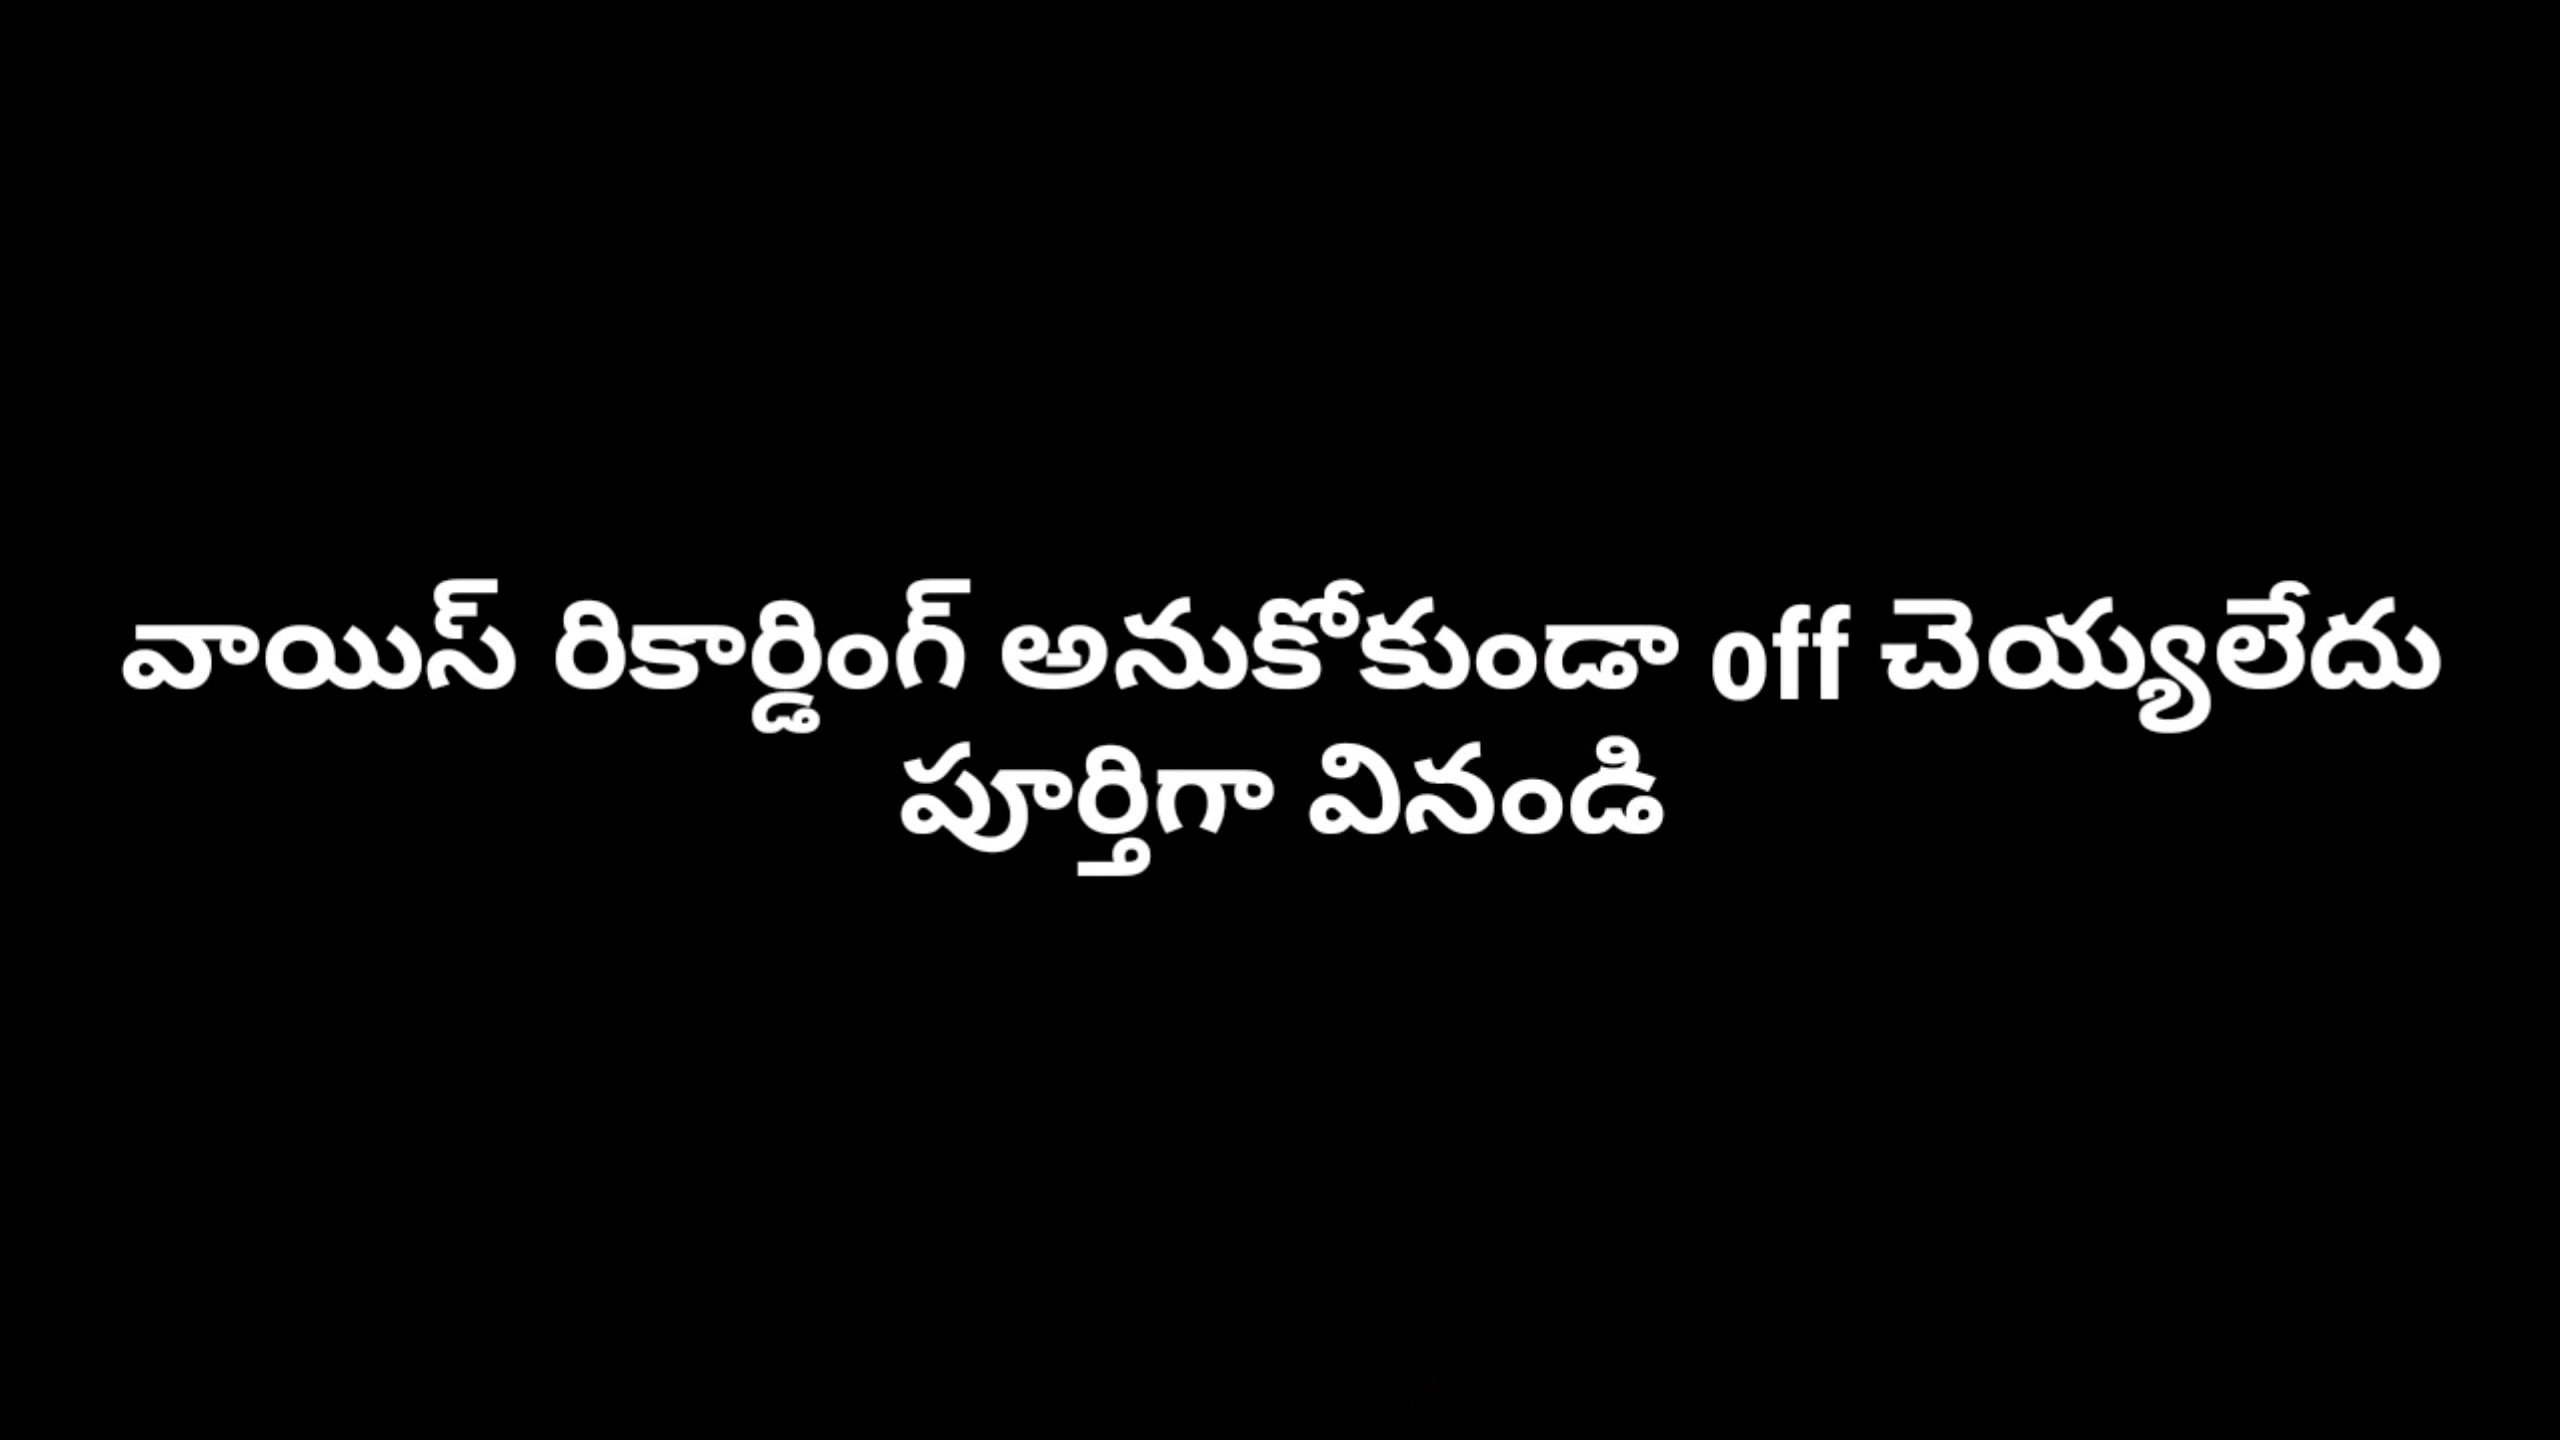 వాయిస్ రికార్డింగ్ అనుకోకుండా off చెయ్యలేదు
పూర్తిగా వినండి